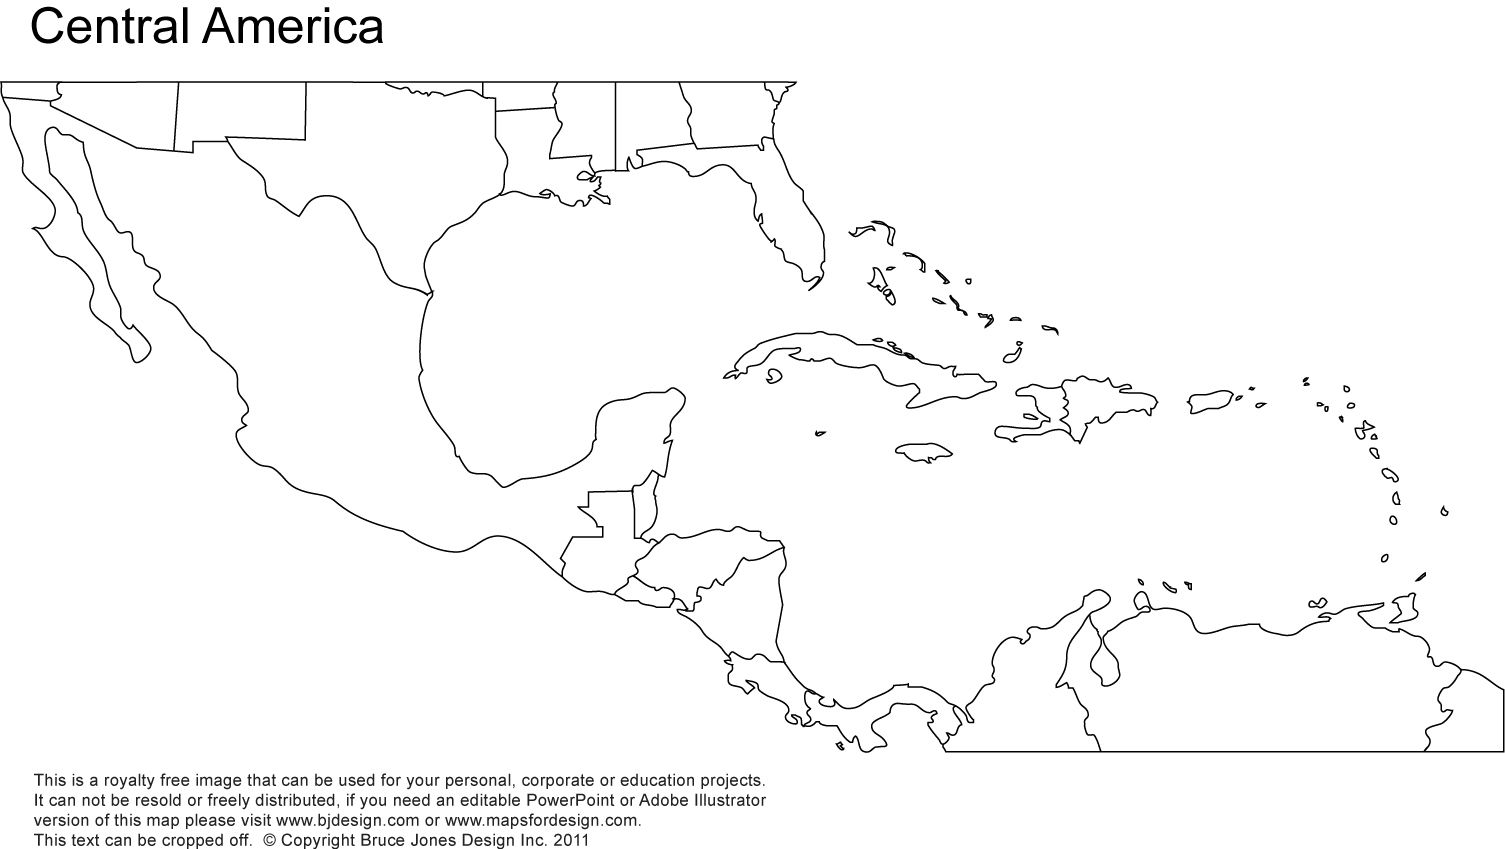 Central America
This is a royalty free image that can be used for your personal, corporate or education projects.
It can not be resold or freely distributed, if you need an editable PowerPoint or Adobe Illustrator
version of this map please visit www.bjdesign.com or www.mapsfordesign.com.
This text can be cropped off.  © Copyright Bruce Jones Design Inc. 2011